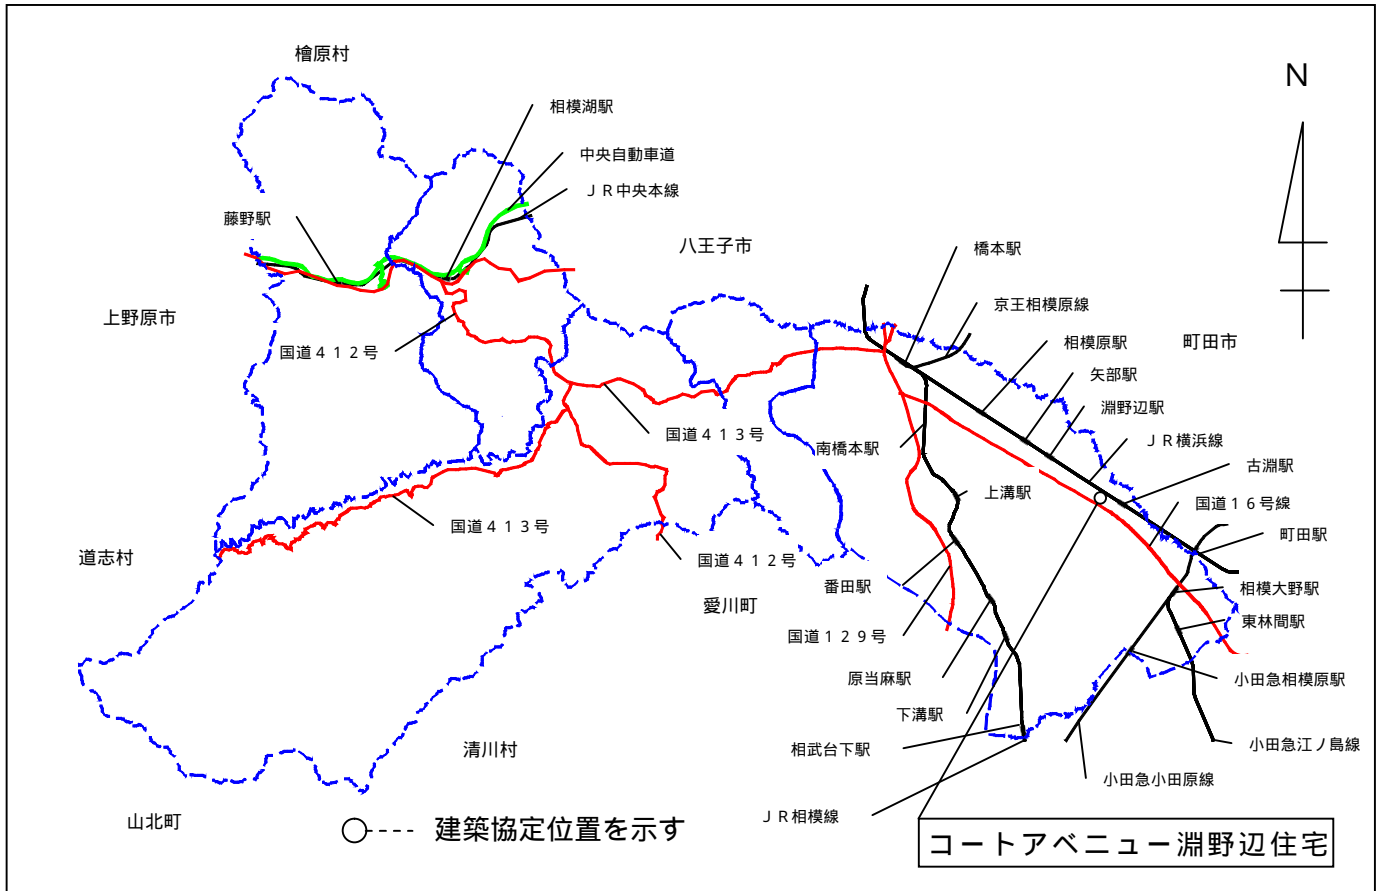 檜原村
N
相模湖駅
中央自動車道
ＪＲ中央本線
藤野駅
八王子市
橋本駅
京王相模原線
上野原市
相模原駅
町田市
国道４１２号
矢部駅
淵野辺駅
国道４１３号
南橋本駅
ＪＲ横浜線
古淵駅
上溝駅
国道１６号線
国道４１３号
町田駅
道志村
国道４１２号
番田駅
相模大野駅
愛川町
東林間駅
国道１２９号
原当麻駅
小田急相模原駅
下溝駅
清川村
相武台下駅
小田急江ノ島線
小田急小田原線
山北町
建築協定位置を示す
ＪＲ相模線
コートアベニュー淵野辺住宅